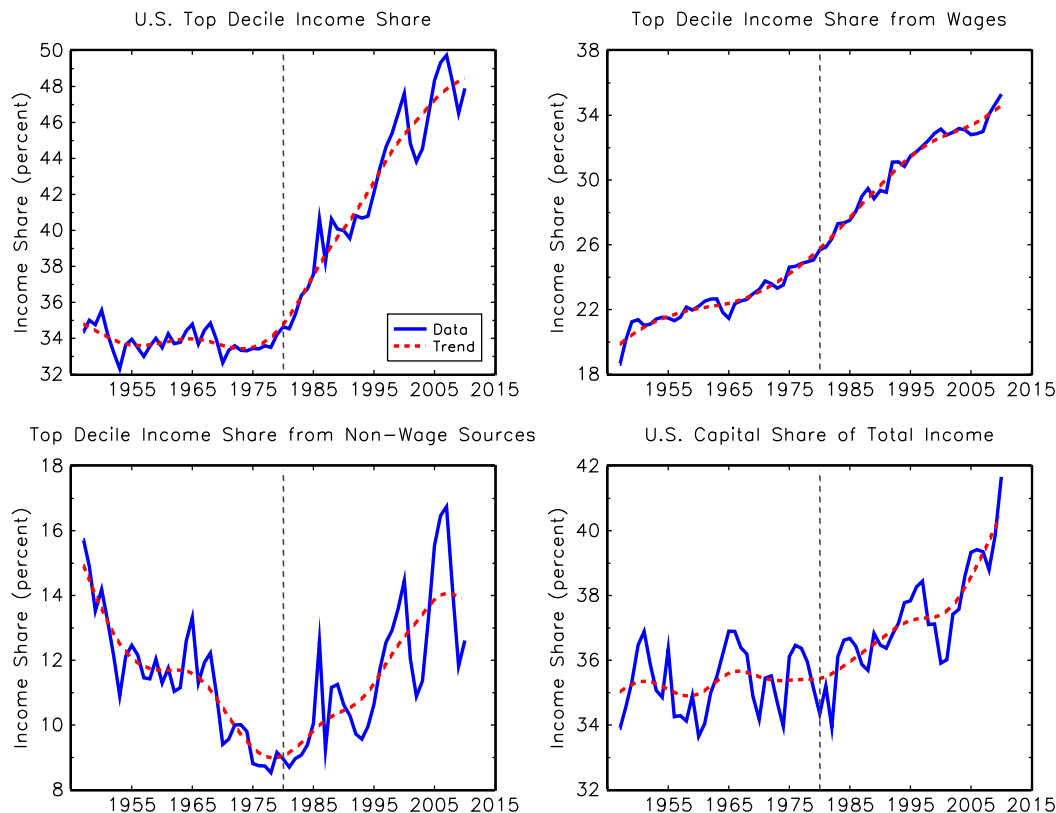 U.S. Top Decile Income Share
Income Share (percent)
50
48
46
44
42
40
38
36
34
32
1955 1965 1975 1985 1995 2005 2015
Data
Trend
Top Decile Income Share from Wages
Income Share (percent)
38
34
30
26
22
18
1955 1965 1975 1985 1995 2005 2015
Top Decile Income Share from Non-Wage Sources
Income Share (percent)
18
16
14
12
10
8
1955 1965 1975 1985 1995 2005 2015
U.S. Capital Share of Total Income
Income Share (percent)
42
40
38
36
34
32
1955 1965 1975 1985 1995 2005 2015